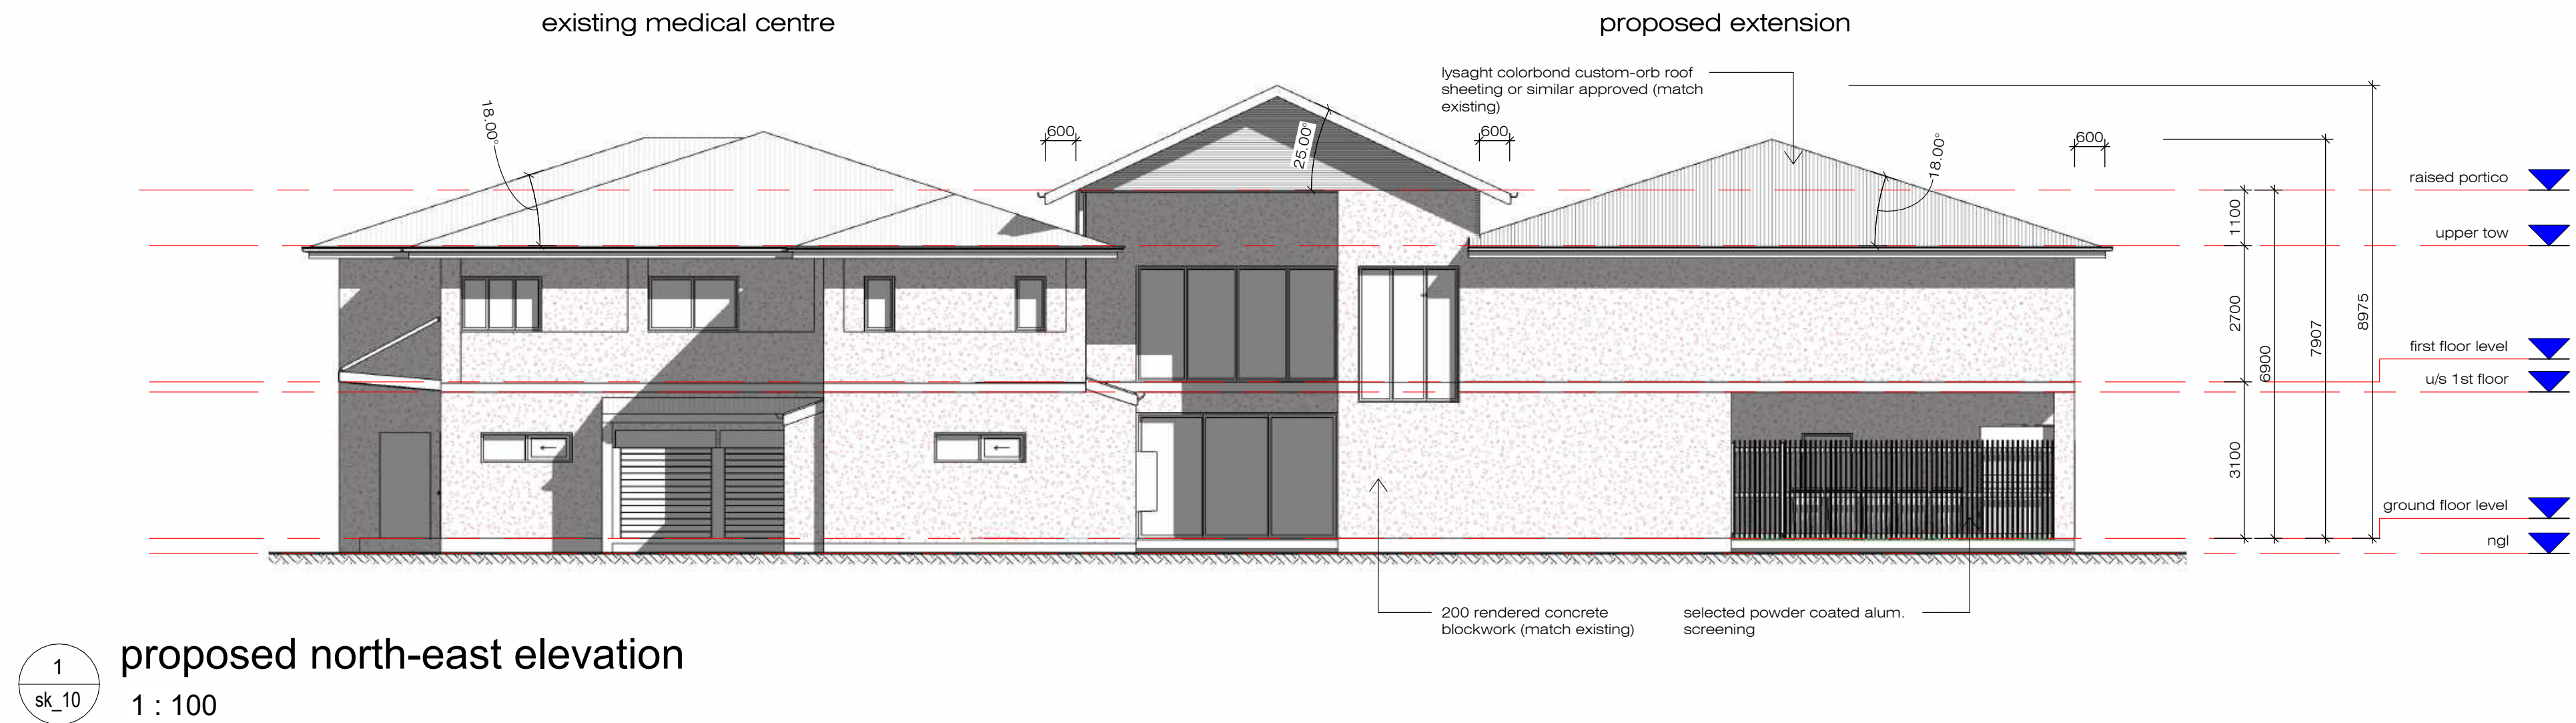 existing medical centre
proposed extension
lysaght colorbond custom-orb roof
sheeting or similar approved (match
existing)
18.00°
600
25.00°
600
18.00°
600
raised portico
upper tow
first floor level
u/s 1st floor
ground floor level
ngl
1100
2700
3100
6900
7907
8975
200 rendered concrete
blockwork (match existing)
selected powder coated alum.
screening
1
sk_10
proposed north-east elevation
1 : 100